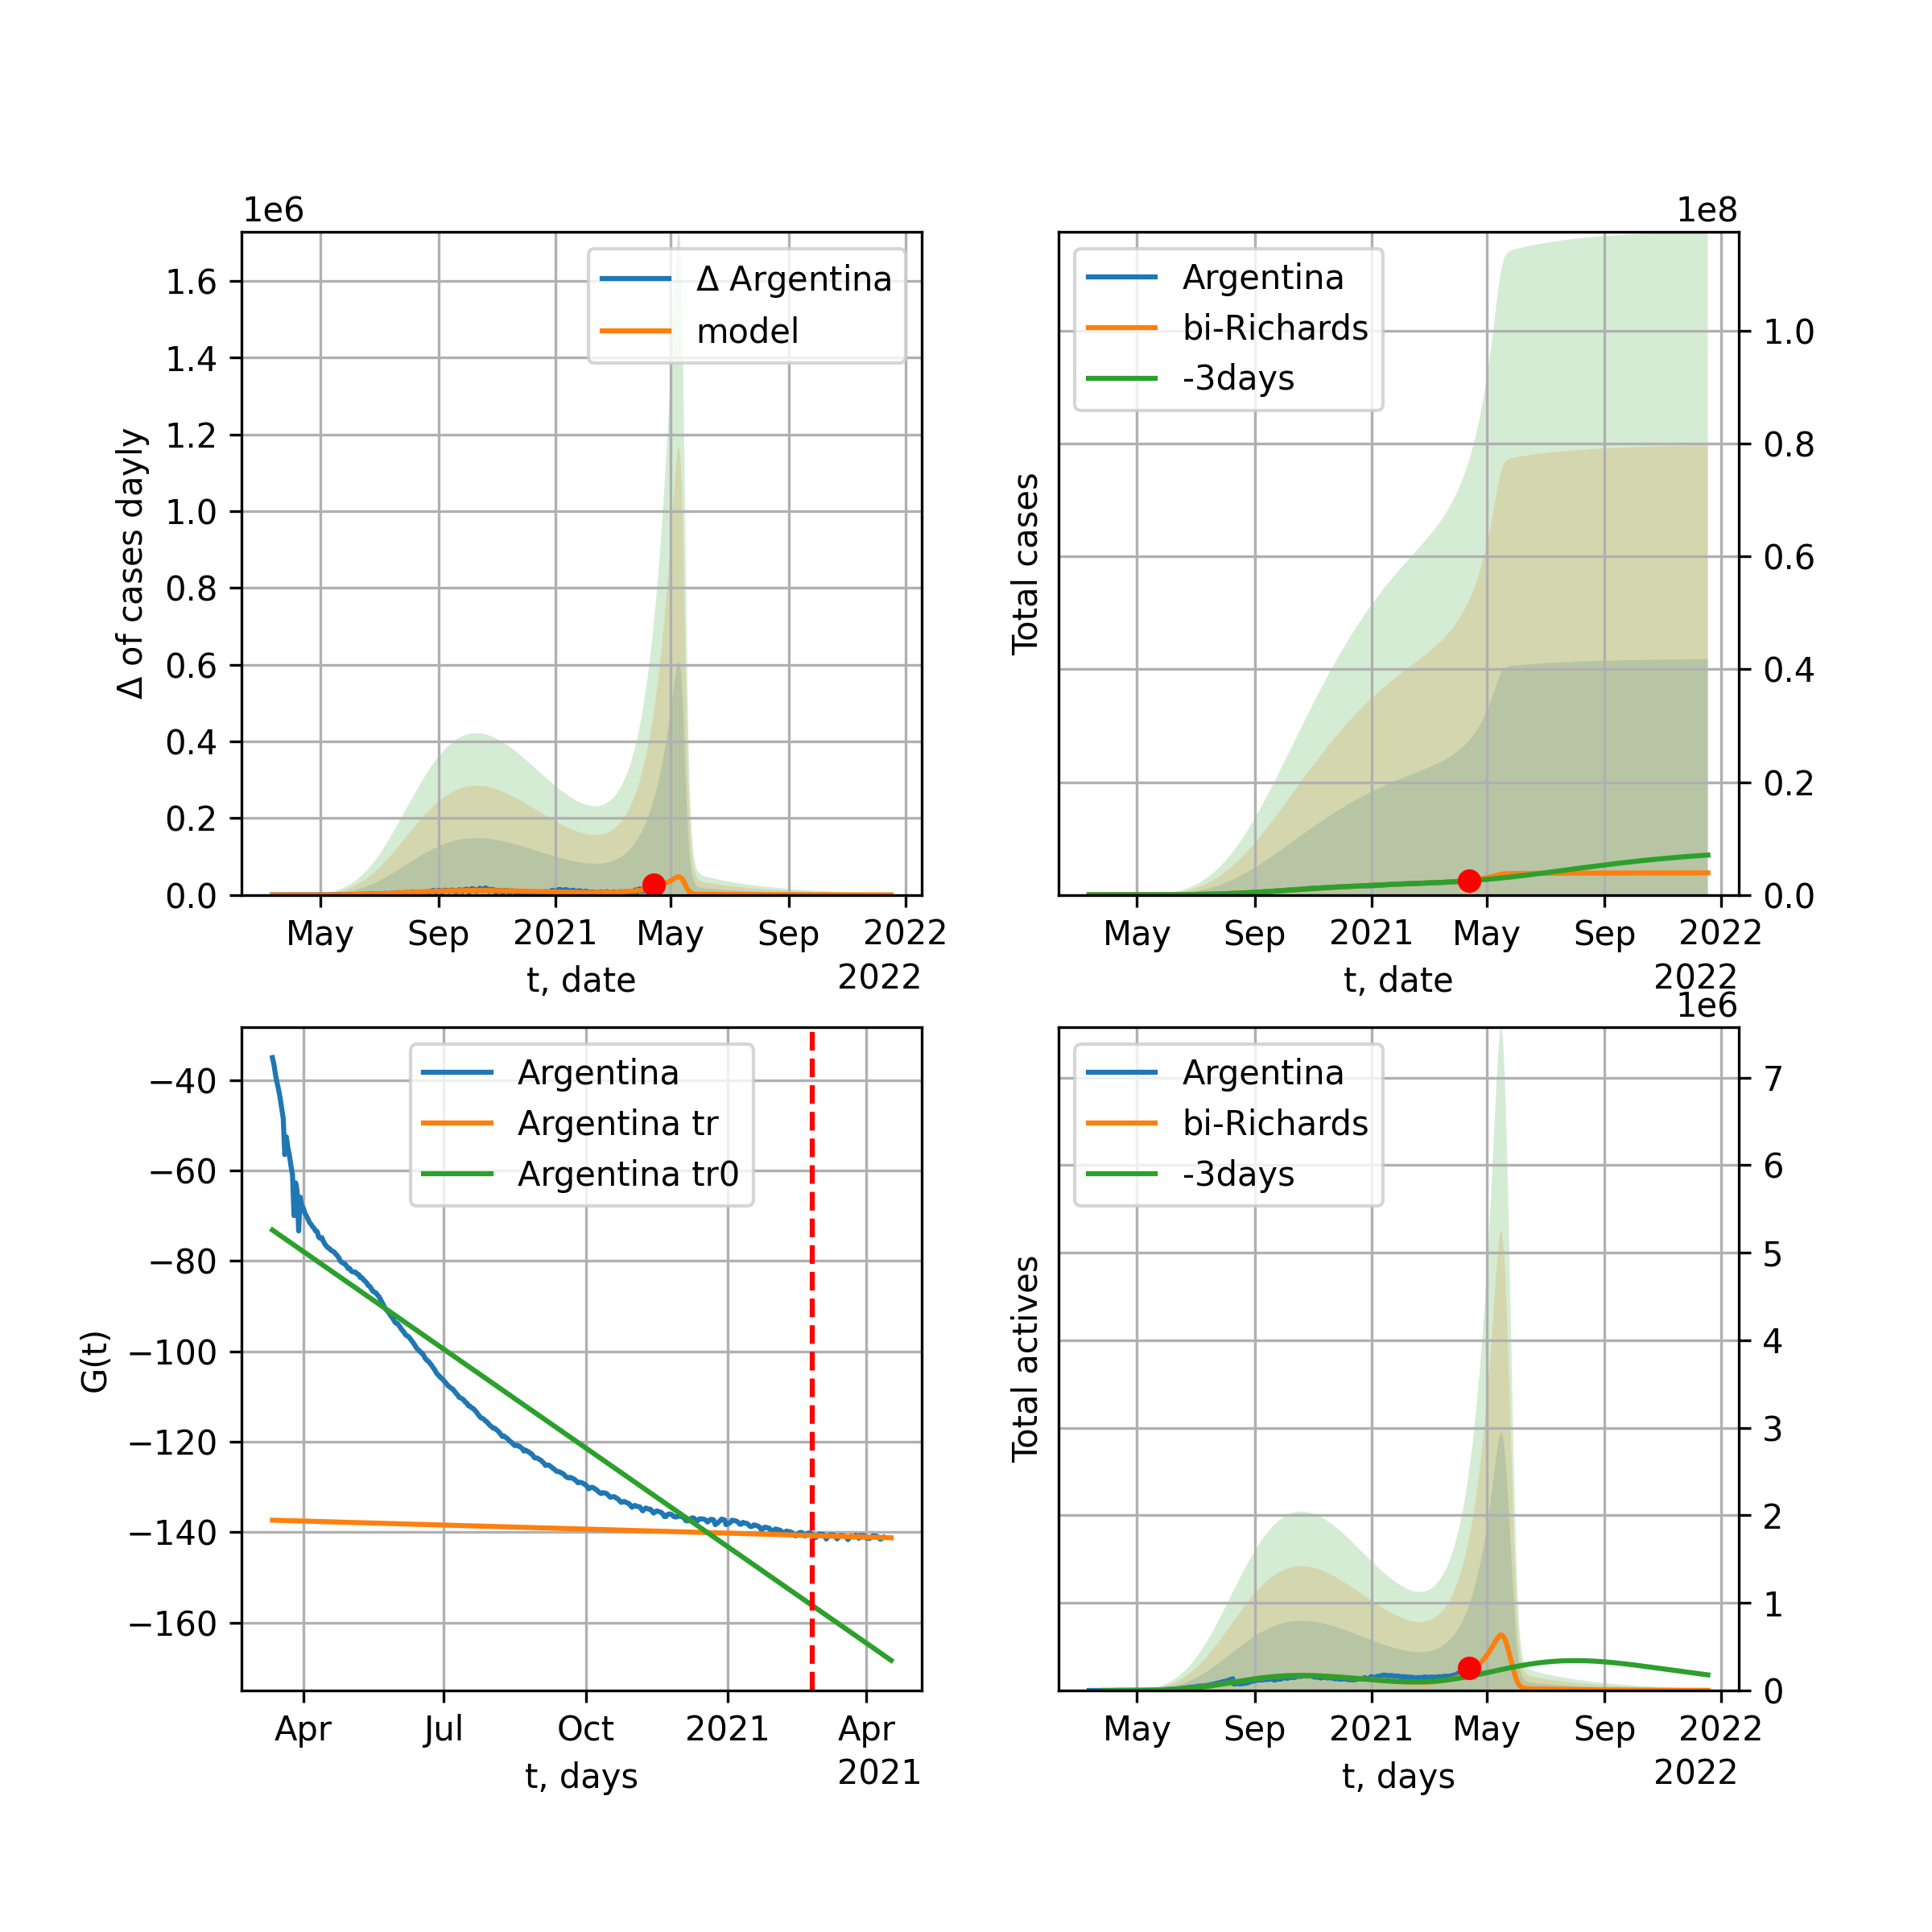 1e6
Δ of cases dayly
1.6
1.4
1.2
1.0
0.8
0.6
0.4
0.2
0.0
Δ Argentina
model
May Sep 2021 May Sep 2022
t, date
2022
1e8
Total cases
Argentina
bi-Richards
-3days
1.0
0.8
0.6
0.4
0.2
0.0
May Sep 2021 May Sep 2022
t, date
2022
G(t)
−40
−60
−80
−100
−120
−140
−160
Argentina
Argentina tr
Argentina tr0
Apr Jul Oct 2021 Apr
t, days
2021
1e6
Total actives
Argentina
bi-Richards
-3days
7
6
5
4
3
2
1
0
May Sep 2021 May Sep 2022
t, days
2022